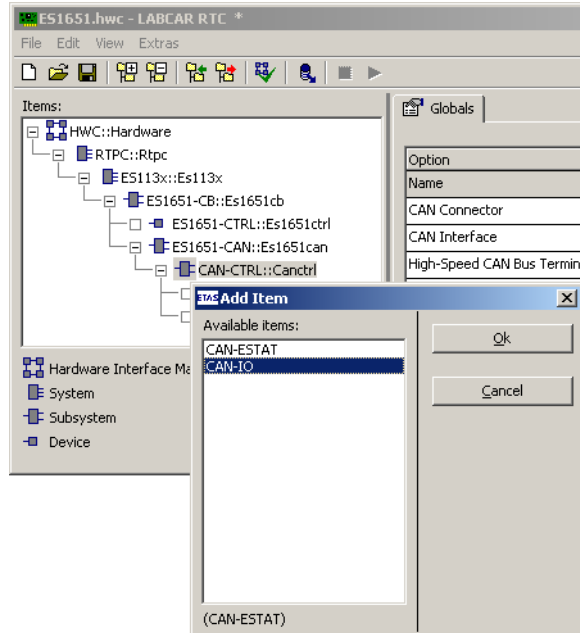 ES1651.hwc - LABCAR RTC *
File Edit View Extras
Items:
HWC::Hardware
RTPC::Rtpc
ES113x::Es113x
ES1651-CB::Es1651cb
ES1651-CTRL::Es1651ctrl
ES1651-CAN::Es1651can
CAN-CTRL::Canctrl
Hardware Interface Ma
System
Subsystem
Device
Globals
Option
Name
CAN Connector
CAN Interface
High-Speed CAN Bus Termin
ETAS Add Item
Available items:
CAN-ESTAT
CAN-IO
(CAN-ESTAT)
Ok
Cancel